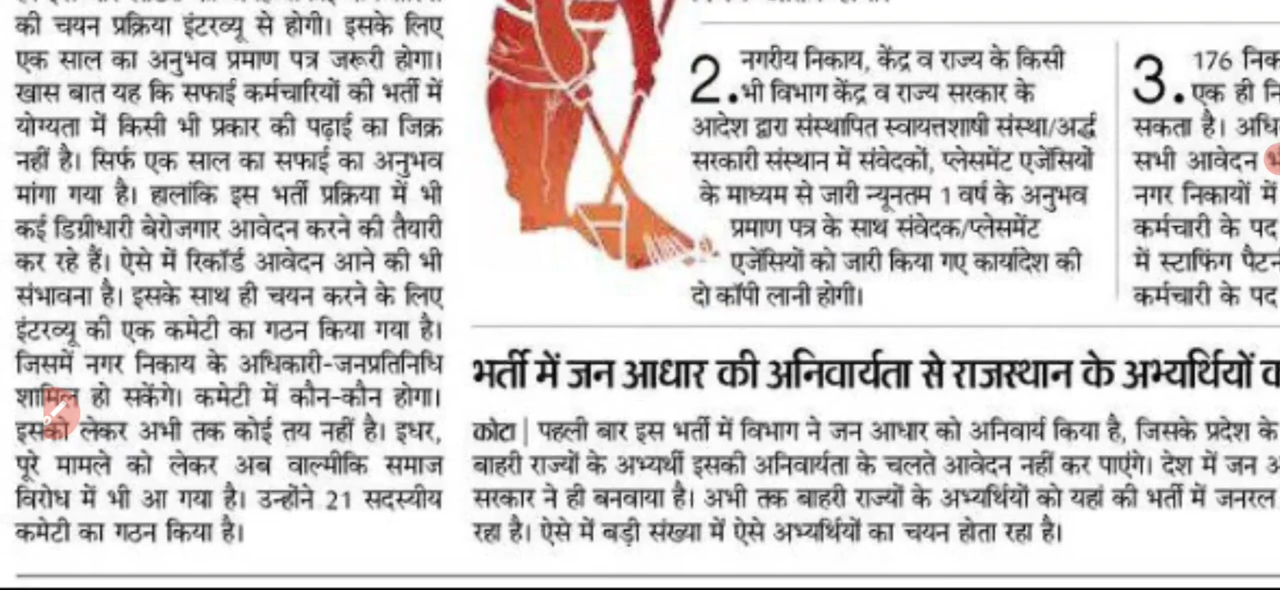 की चयन प्रक्रिया इंटरव्यू से होगी। इसके लिए
एक साल का अनुभव प्रमाण पत्र जरूरी होगा।
खास बात यह कि सफाई कर्मचारियों की भर्ती में
योग्यता में किसी भी प्रकार की पढ़ाई का जिक्र
नहीं है। सिर्फ एक साल का सफाई का अनुभव
मांगा गया है। हालांकि इस भर्ती प्रक्रिया में भी
कई डिग्रीधारी बेरोजगार आवेदन करने की तैयारी
कर रहे हैं। ऐसे में रिकॉर्ड आवेदन आने की भी
संभावना है। इसके साथ ही चयन करने के लिए
इंटरव्यू की एक कमेटी का गठन किया गया है।
जिसमें नगर निकाय के अधिकारी-जनप्रतिनिधि
शामिल हो सकेंगे। कमेटी में कौन-कौन होगा।
इसको लेकर अभी तक कोई तय नहीं है। इधर,
पूरे मामले को लेकर अब वाल्मीकि समाज
विरोध में भी आ गया है। उन्होंने 21 सदस्यीय
कमेटी का गठन किया है।
2. नगरीय निकाय, केंद्र व राज्य के किसी
भी विभाग केंद्र व राज्य सरकार के
आदेश द्वारा संस्थापित स्वायत्तशाषी संस्था/अर्द्ध
सरकारी संस्थान में संवेदकों, प्लेसमेंट एजेंसियों
के माध्यम से जारी न्यूनतम 1 वर्ष के अनुभव
प्रमाण पत्र के साथ संवेदक/प्लेसमेंट
एजेंसियों को जारी किया गए कार्यादेश की
दो कॉपी लानी होगी।
3. 176
एक ही
सकता है।
सभी आवेदन
नगर निकायों में
कर्मचारी के पद
में स्टाफिंग
कर्मचारी के पद
भर्ती में जन आधार की अनिवार्यता से राजस्थान के अभ्यर्थियों
कोटा | पहली बार इस भर्ती में विभाग ने जन आधार को अनिवार्य किया है, जिसके प्रदेश के
बाहरी राज्यों के अभ्यर्थी इसकी अनिवार्यता के चलते आवेदन नहीं कर पाएंगे। देश में जन
सरकार ने ही बनवाया है। अभी तक बाहरी राज्यों के अभ्यर्थियों को यहां की भर्ती में जनरल
रहा है। ऐसे में बड़ी संख्या में ऐसे अभ्यर्थियों का चयन होता रहा है।